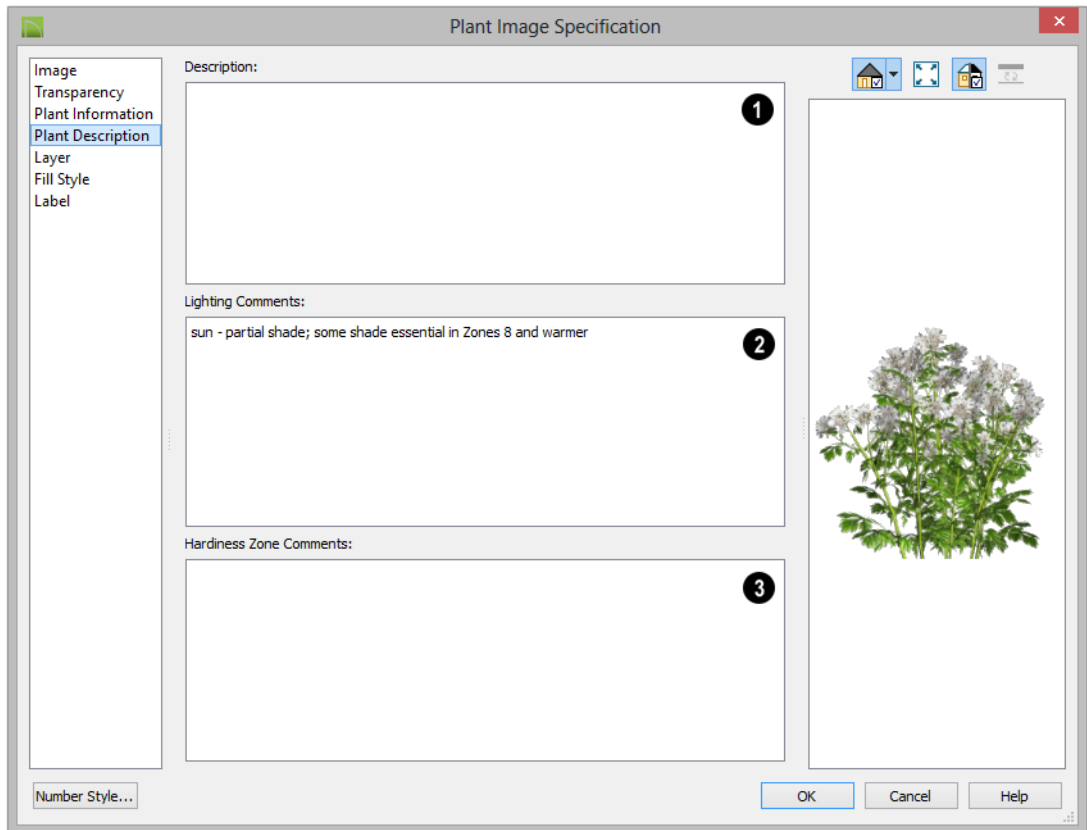 Plant Image Specification
Image
Transparency
Plant Information
Plant Description
Layer
Fill Style
Label
Description:
1
Lighting Comments:
sun - partial shade; some shade essential in Zones 8 and warmer
2
Hardiness Zone Comments:
3
Number Style...
OK
Cancel
Help